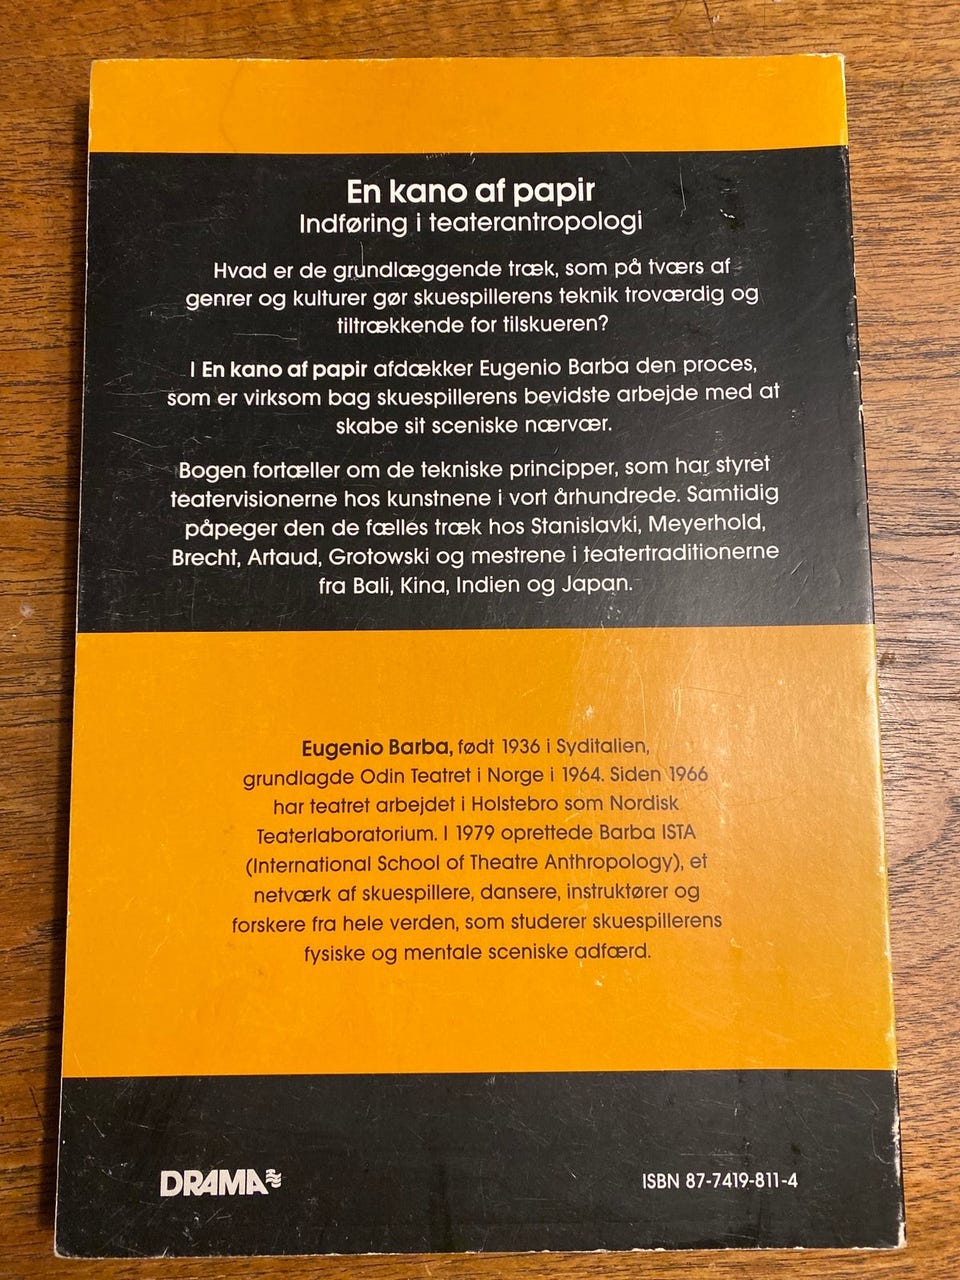 En kano af papir
Indføring i teaterantropologi
Hvad er de grundlæggende træk, som på tværs af
genrer og kulturer gør skuespillerens teknik troværdig og
tiltrækkende for tilskueren?
I En kano af papir afdækker Eugenio Barba den proces,
som er virksom bag skuespillerens bevidste arbejde med at
skabe sit sceniske nærvær.
Bogen fortæller om de tekniske principper, som har styret
teatervisionerne hos kunstnene i vort århundrede. Samtidig
påpeger den de fælles træk hos Stanislavki, Meyerhold,
Brecht, Artaud, Grotowski og mestrene i teatertraditionerne
fra Bali, Kina, Indien og Japan.
Eugenio Barba, født 1936 i Syditalien,
grundlagde Odin Teatret i Norge i 1964. Siden 1966
har teatret arbejdet i Holstebro som Nordisk
Teaterlaboratorium. I 1979 oprettede Barba ISTA
(International School of Theatre Anthropology), et
netværk af skuespillere, dansere, instruktører og
forskere fra hele verden, som studerer skuespillerens
fysiske og mentale sceniske adfærd.
DRAMA
ISBN 87-7419-811-4